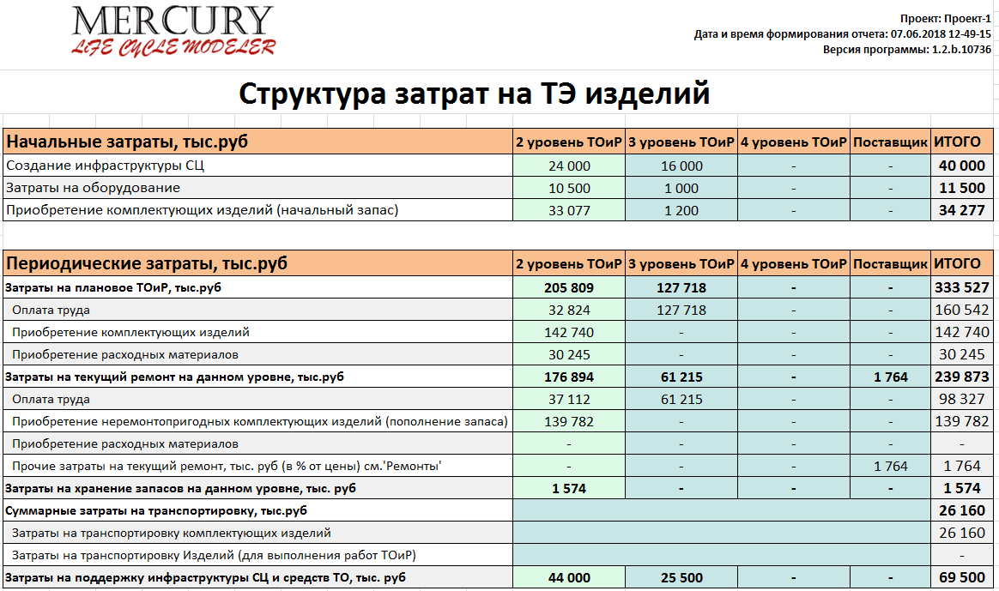 MERCURY
LIFE CYCLE MODELER
Проект: Проект-1
Дата и время формирования отчета: 07.06.2018 12-49-15
Версия программы: 1.2.b.10736
Структура затрат на ТЭ изделий
Начальные затраты, тыс.руб 2 уровень ТОиР 3 уровень ТОиР 4 уровень ТОиР Поставщик ИТОГО
Создание инфраструктуры СЦ 24 000 16 000 - - 40 000
Затраты на оборудование 10 500 1 000 - - 11 500
Приобретение комплектующих изделий (начальный запас) 33 077 1 200 - - 34 277
Периодические затраты, тыс.руб 2 уровень ТОиР 3 уровень ТОиР 4 уровень ТОиР Поставщик ИТОГО
Затраты на плановое ТОиР, тыс.руб 205 809 127 718 - - 333 527
Оплата труда 32 824 127 718 - - 160 542
Приобретение комплектующих изделий 142 740 - - - 142 740
Приобретение расходных материалов 30 245 - - - 30 245
Затраты на текущий ремонт на данном уровне, тыс.руб 176 894 61 215 - 1 764 239 873
Оплата труда 37 112 61 215 - - 98 327
Приобретение неремонтопригодных комплектующих изделий (пополнение запаса) 139 782 - - - 139 782
Приобретение расходных материалов - - - - -
Прочие затраты на текущий ремонт, тыс. руб (в % от цены) см.'Ремонты' - - - 1 764 1 764
Затраты на хранение запасов на данном уровне, тыс. руб 1 574 - - - 1 574
Суммарные затраты на транспортировку, тыс.руб 26 160
Затраты на транспортировку комплектующих изделий 26 160
Затраты на транспортировку Изделий (для выполнения работ ТОиР) -
Затраты на поддержку инфраструктуры СЦ и средств ТО, тыс. руб 44 000 25 500 - - 69 500